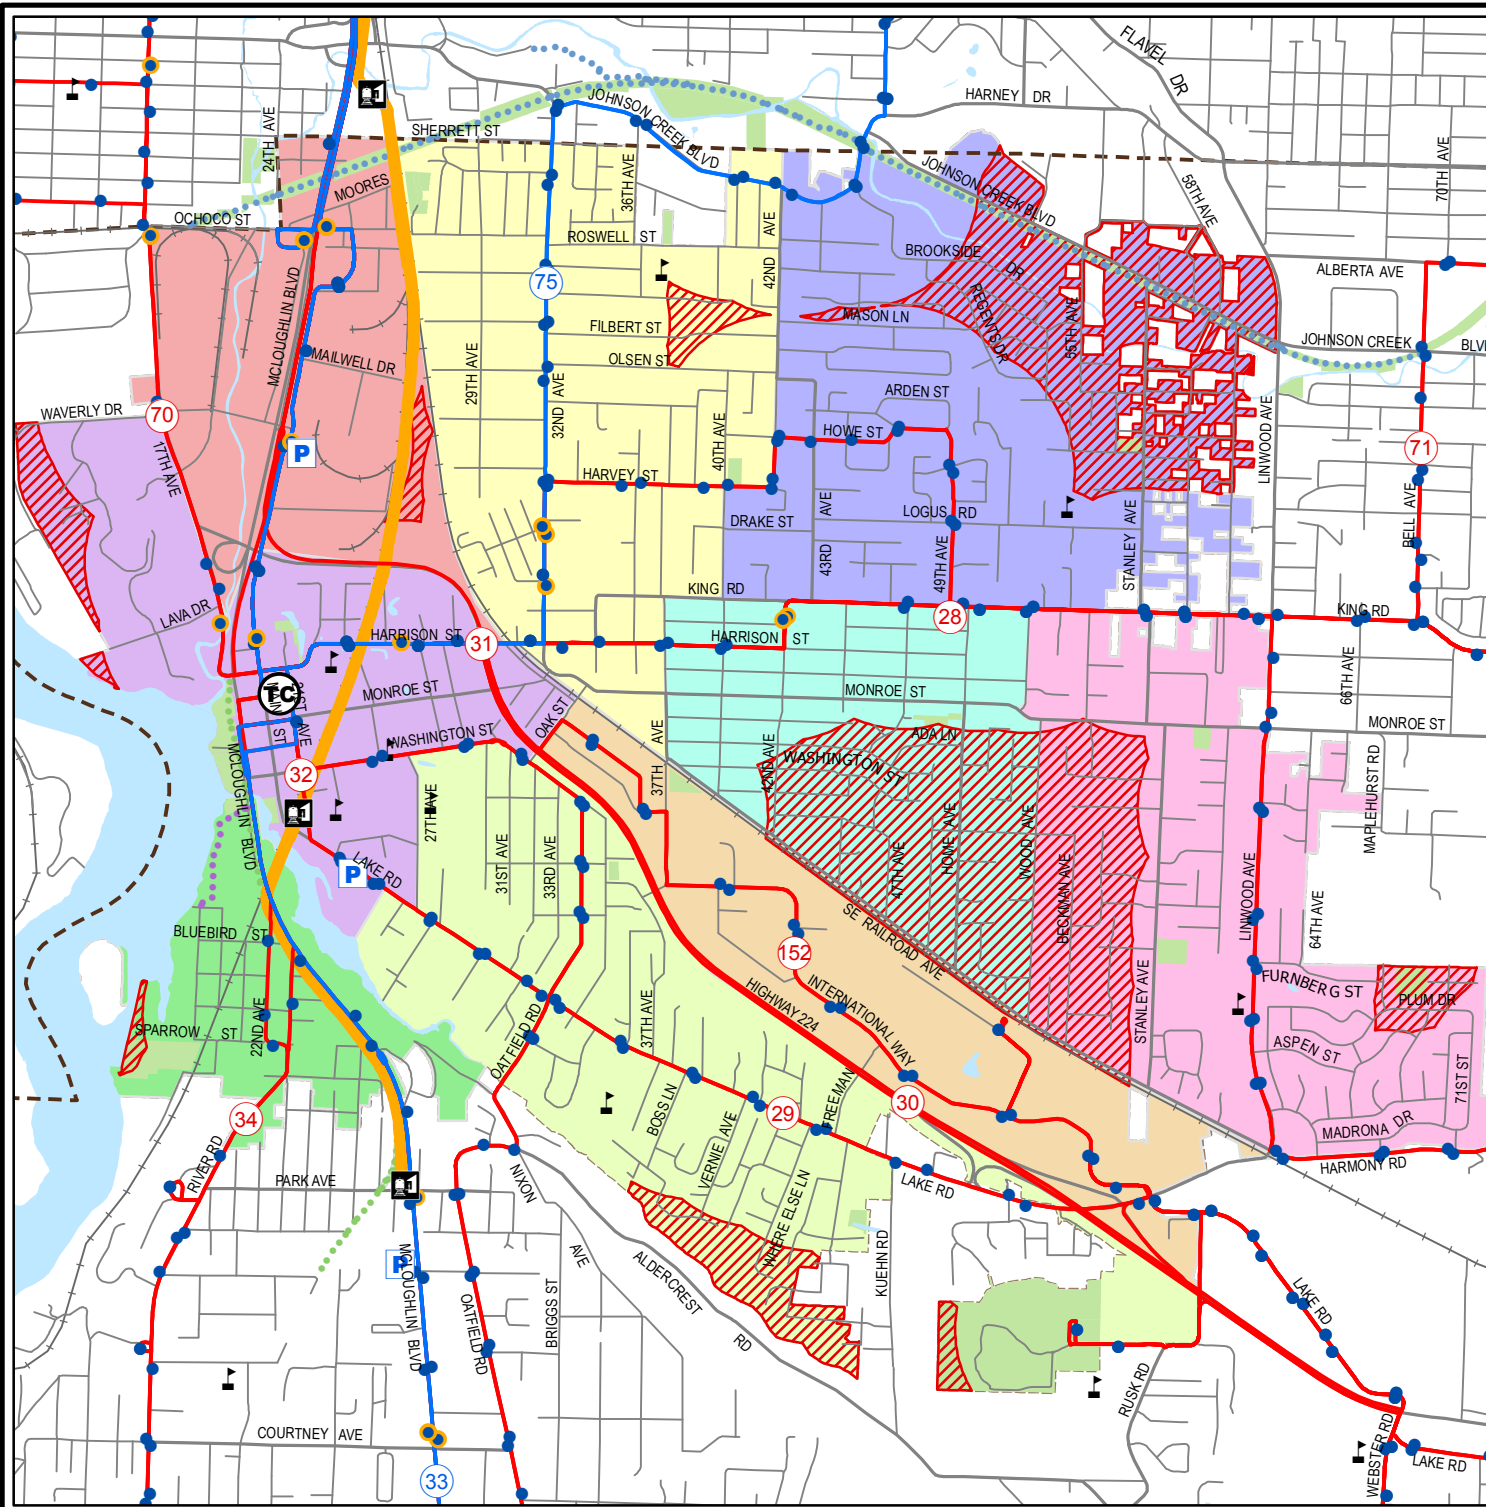 FLAVEL DR
HARNEY DR
JOHNSON CREEK BLVD
SHERRETT ST
24TH AVE
36TH AVE
70TH AVE
58TH AVE
MOORES
OCHOCO ST
ROSWELL ST
42ND AVE
JOHNSON CREEK BLVD
BROOKSIDE DR
ALBERTA AVE
75
MCLOUGHLIN BLVD
REGENTS DR
MASON LN
55TH AVE
FILBERT ST
OLSEN ST
JOHNSON CREEK BLV
MAILWELL DR
29TH AVE
32ND AVE
ARDEN ST
WAVERLY DR
70
HOWE ST
LINWOOD AVE
71
P
17TH AVE
40TH AVE
HARVEY ST
43RD AVE
DRAKE ST
LOGUS RD
STANLEY AVE
BELL AVE
49TH AVE
KING RD
28
KING RD
LAVA DR
HARRISON ST
31
HARRISON ST
TC
MAIN ST
21ST AVE
MONROE ST
MONROE ST
66TH AVE
MONROE ST
OAK ST
WASHINGTON ST
37TH AVE
42ND AVE
ADA LN
WASHINGTON ST
32
MCLOUGHLIN BLVD
27TH AVE
31ST AVE
33RD AVE
47TH AVE
HOME AVE
WOOD AVE
BECKMAN AVE
MAPLEHURST RD
P
LAKE RD
LINWOOD AVE
64TH AVE
BLUEBIRD ST
SE RAILROAD AVE
152
INTERNATIONAL WAY
HIGHWAY 224
FURNBERG ST
PLUM DR
STANLEY AVE
SPARROW ST
22ND AVE
OATFIELD RD
37TH AVE
ASPEN ST
71ST ST
34
BOSS LN
VERNIE AVE
29
FREEMAN
30
MADRONA DR
HARMONY RD
RIVER RD
PARK AVE
NIXON AVE
WHERE ELSE LN
LAKE RD
KUEHN RD
P
MCLOUGHLIN BLVD
OATFIELD RD
BRIGGS ST
ALDERCREST RD
LAKE RD
RUSK RD
COURTNEY AVE
33
WEBSTER RD
LAKE RD